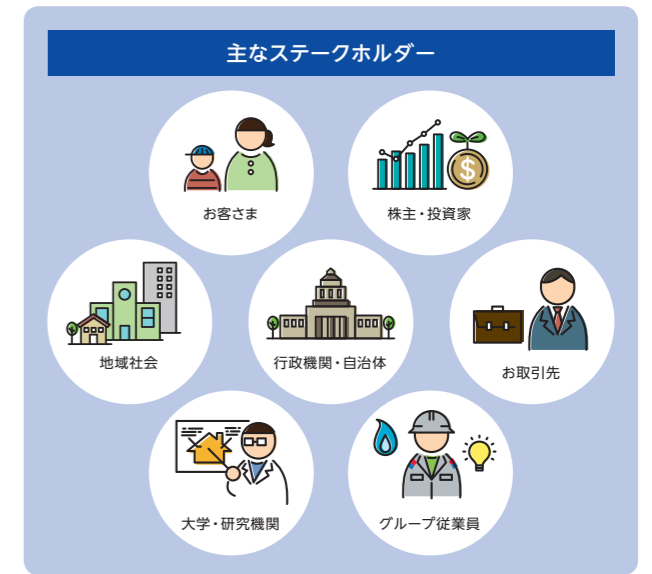 主なステークホルダー
お客さま
株主・投資家
$
地域社会
行政機関・自治体
お取引先
大学・研究機関
グループ従業員